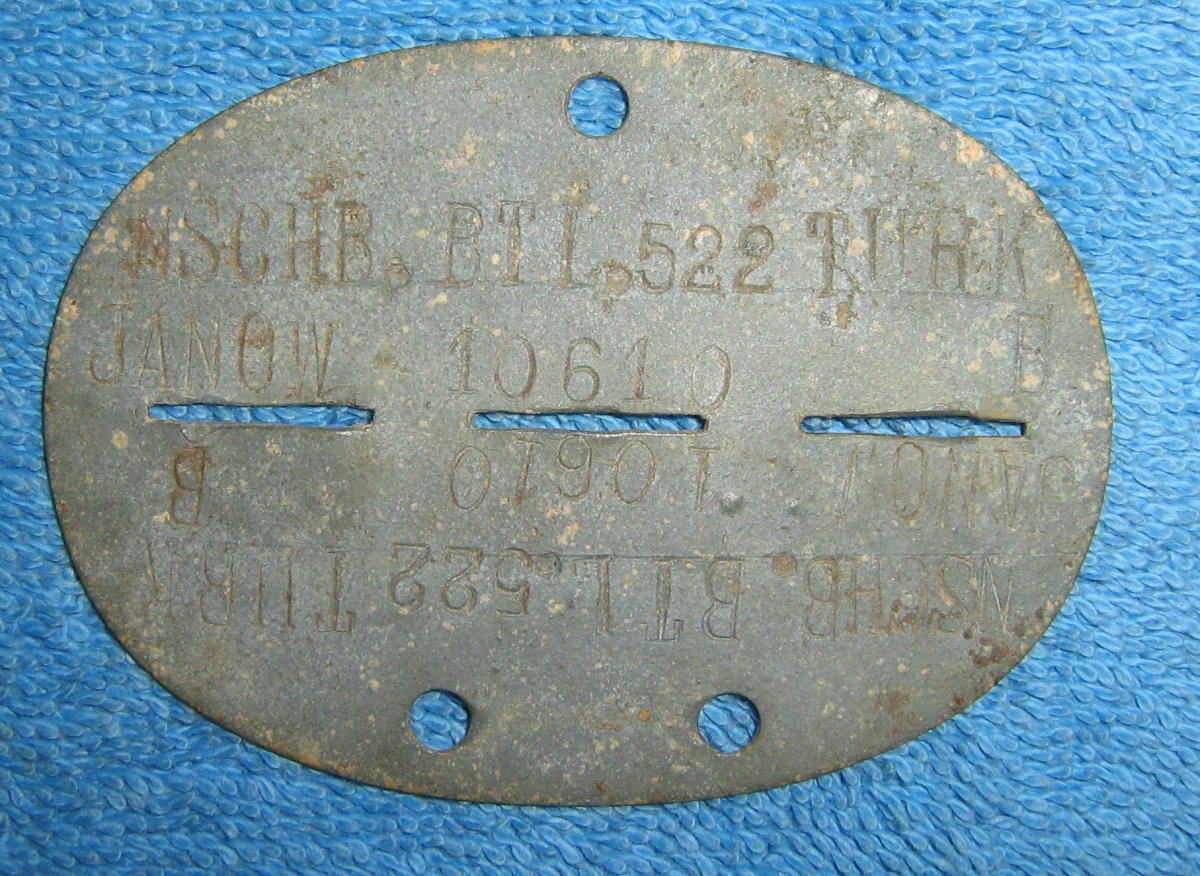 NSCHB. BTL.522 TURK
JANOW 10610 B
JANOW 10610 B
NSCHB. BTL.522 TURK